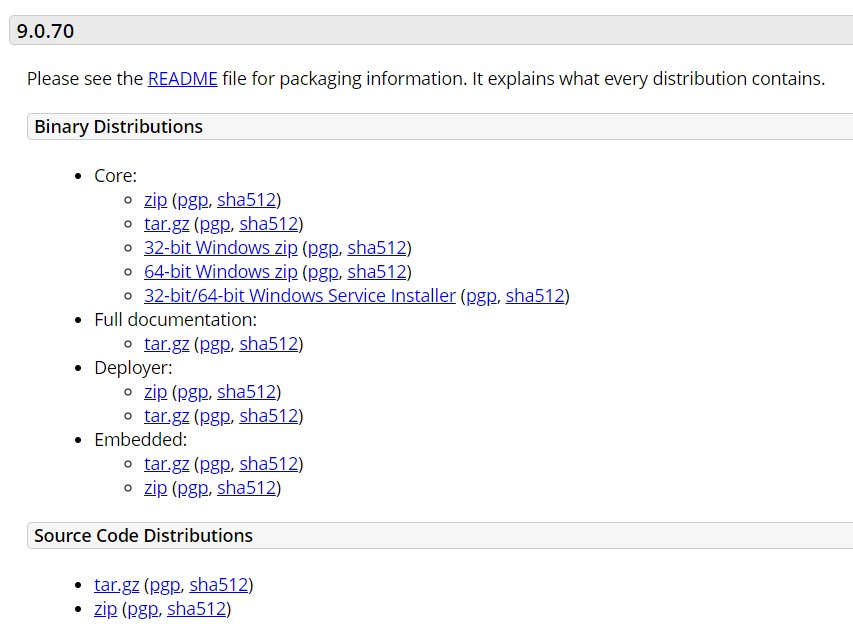 9.0.70
Please see the README file for packaging information. It explains what every distribution contains.
Binary Distributions
Core:
zip (pgp, sha512)
tar.gz (pgp, sha512)
32-bit Windows zip (pgp, sha512)
64-bit Windows zip (pgp, sha512)
32-bit/64-bit Windows Service Installer (pgp, sha512)
Full documentation:
tar.gz (pgp, sha512)
Deployer:
zip (pgp, sha512)
tar.gz (pgp, sha512)
Embedded:
tar.gz (pgp, sha512)
zip (pgp, sha512)
Source Code Distributions
tar.gz (pgp, sha512)
zip (pgp, sha512)